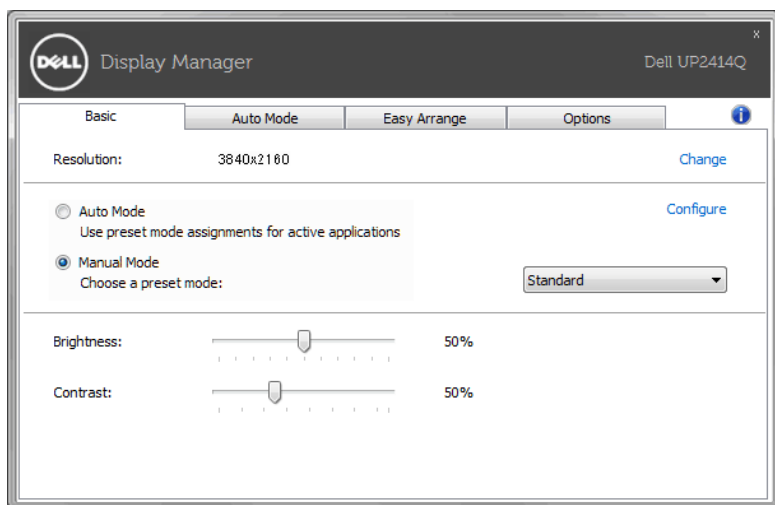 DELL Display Manager Dell UP2414Q x
Basic Auto Mode Easy Arrange Options i
Resolution: 3840x2160 Change
Auto Mode Configure
Use preset mode assignments for active applications
Manual Mode
Choose a preset mode: Standard
Brightness: 50%
Contrast: 50%